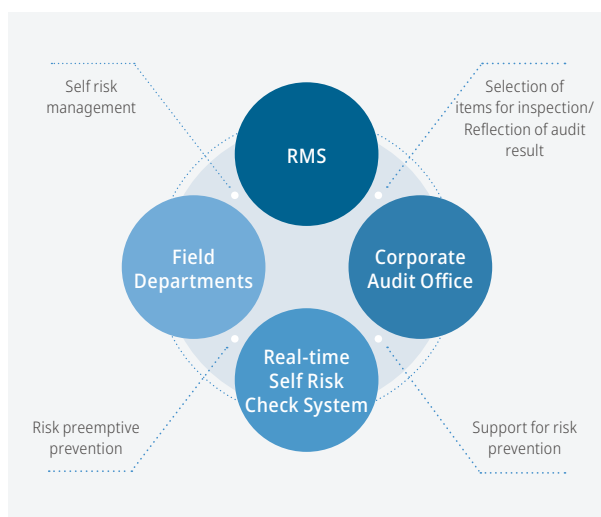 Self risk
management
Selection of
items for inspection/
Reflection of audit
result
RMS
Field
Departments
Corporate
Audit Office
Real-time
Self Risk
Check System
Risk preemptive
prevention
Support for risk
prevention